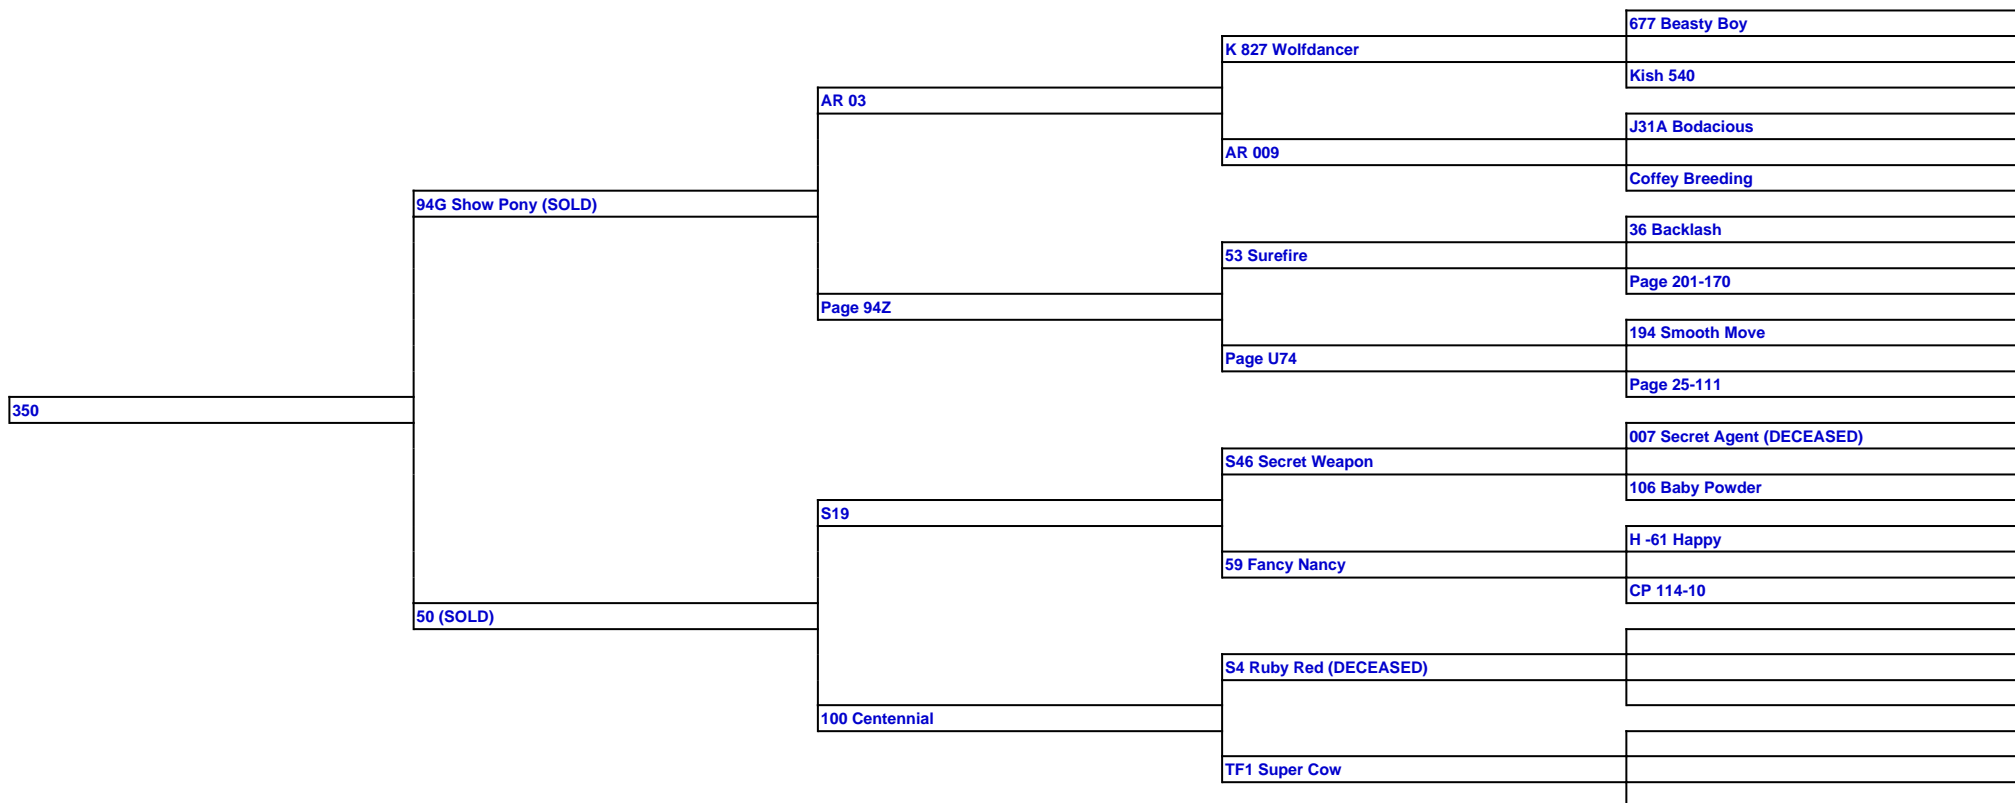 677 Beasty Boy
K 827 Wolfdancer
Kish 540
AR 03
J31A Bodacious
AR 009
Coffey Breeding
94G Show Pony (SOLD)
36 Backlash
53 Surefire
Page 201-170
Page 94Z
194 Smooth Move
Page U74
Page 25-111
350
007 Secret Agent (DECEASED)
S46 Secret Weapon
106 Baby Powder
S19
H -61 Happy
59 Fancy Nancy
CP 114-10
50 (SOLD)
S4 Ruby Red (DECEASED)
100 Centennial
TF1 Super Cow